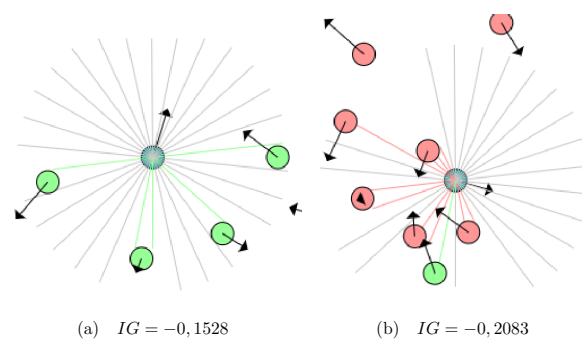 (a) IG = −0, 1528
(b) IG = −0, 2083